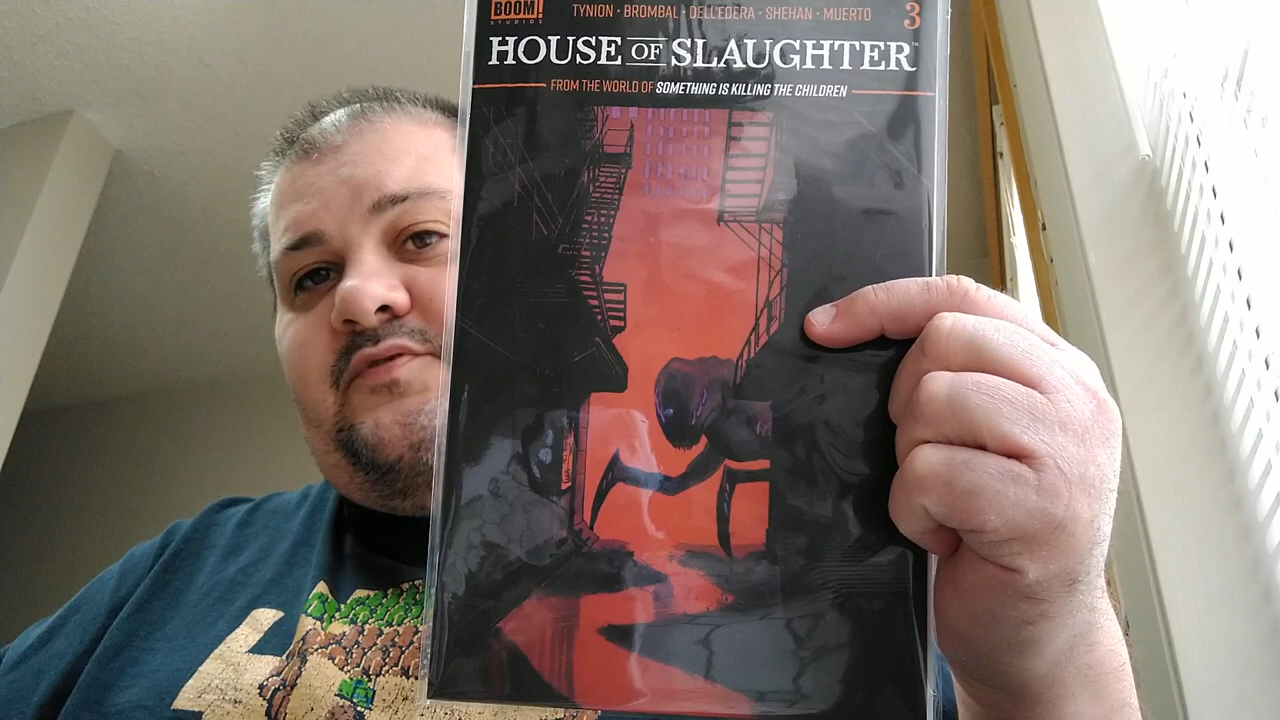 BOOM!
STUDIOS
TYNION • BROMBAL • DELL'EDERA • SHEHAN • MUERTO
3
HOUSE OF SLAUGHTER™
FROM THE WORLD OF SOMETHING IS KILLING THE CHILDREN